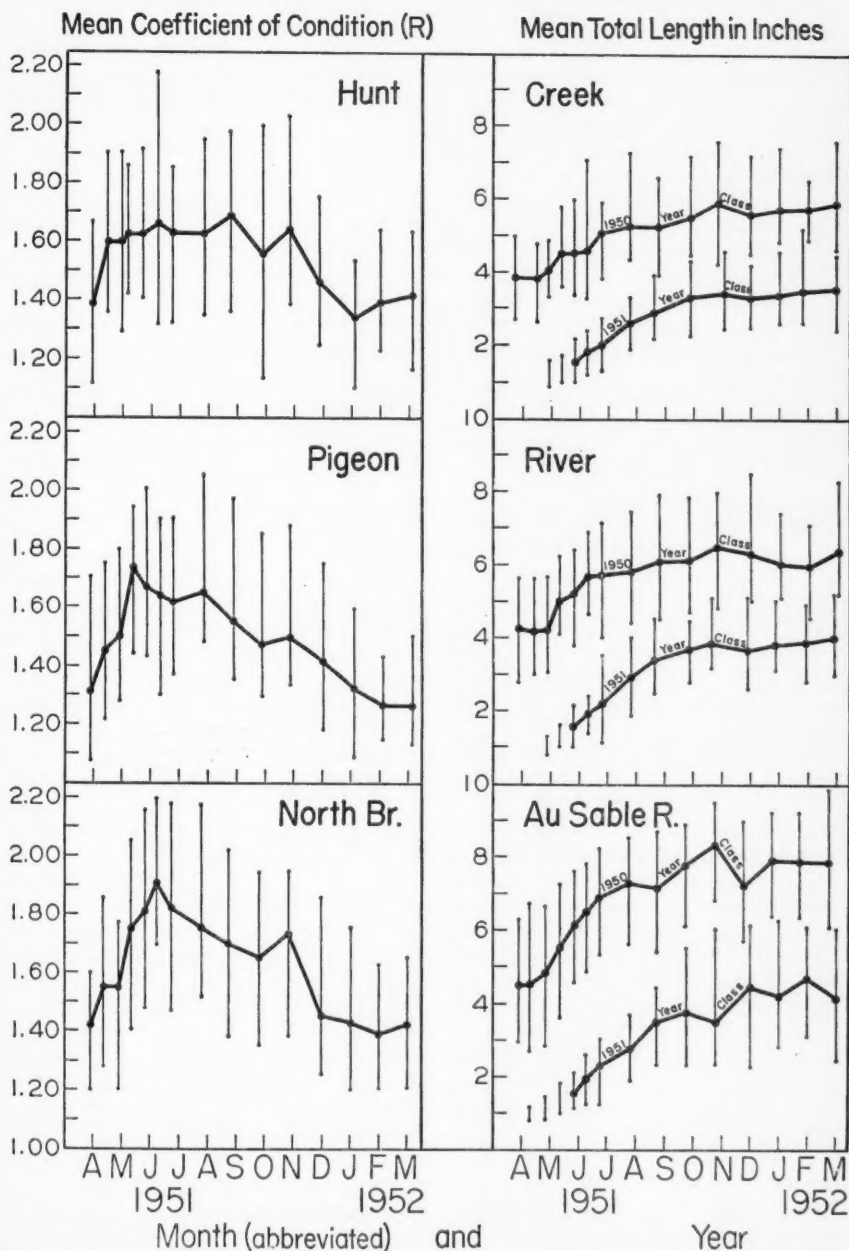 Mean Coefficient of Condition (R) Mean Total Length in Inches
2.20
Hunt Creek
8
2.00
1.80
6
1950 Year Class
1.60
4
1.40
1951 Year Class
2
1.20
10
2.20
Pigeon River
8
2.00
1.80
6
1950 Year Class
1.60
4
1.40
1951 Year Class
2
1.20
10
2.20
North Br. Au Sable R.
2.00
8
1950 Year Class
1.80
6
1.60
4
1951 Year Class
1.40
2
1.20
1.00
A M J J A S O N D J F M A M J J A S O N D J F M
1951 1952 1951 1952
Month (abbreviated) and Year